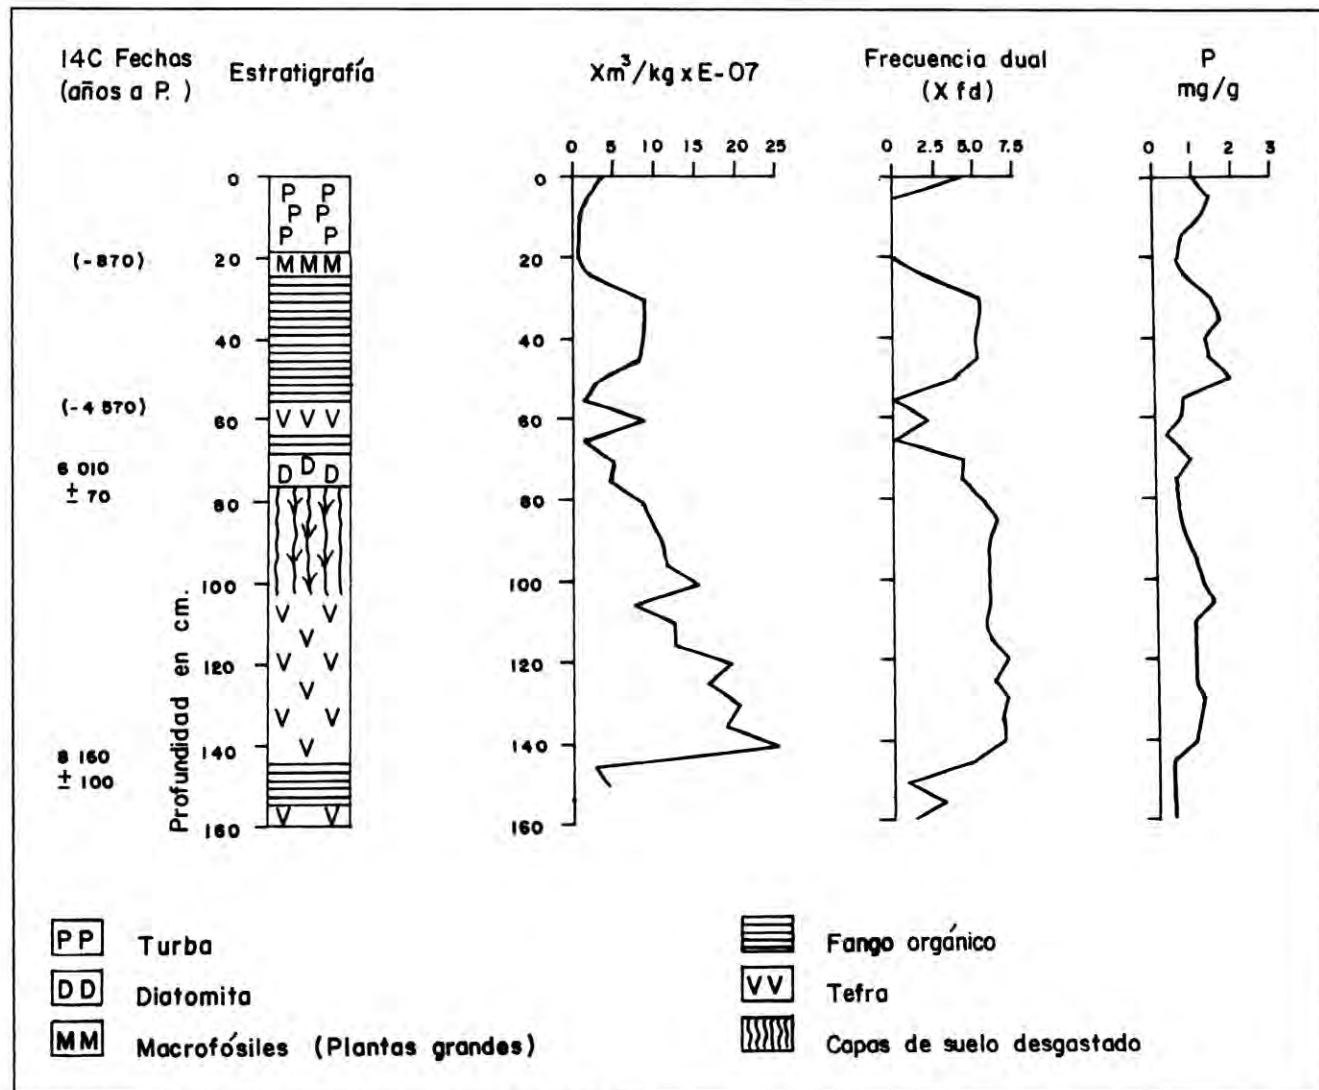 14C Fechas
(años a P. )
Estratigrafía
Xm³/kg x E-07
Frecuencia dual
(X fd)
P
mg/g
0 5 10 15 20 25
0 2.5 5.0 7.5
0 1 2 3
0
20
40
60
80
100
120
140
160
Profundidad en cm.
(-870)
(-4 570)
6 010
± 70
8 160
± 100
P P
P P
P P
M M M
V V V
D D D
V V
V
V V
V
V V
V
V V
0
20
40
60
80
100
120
140
160
PP Turba
DD Diatomita
MM Macrofósiles (Plantas grandes)
Fango orgánico
VV Tefra
Capas de suelo desgastado